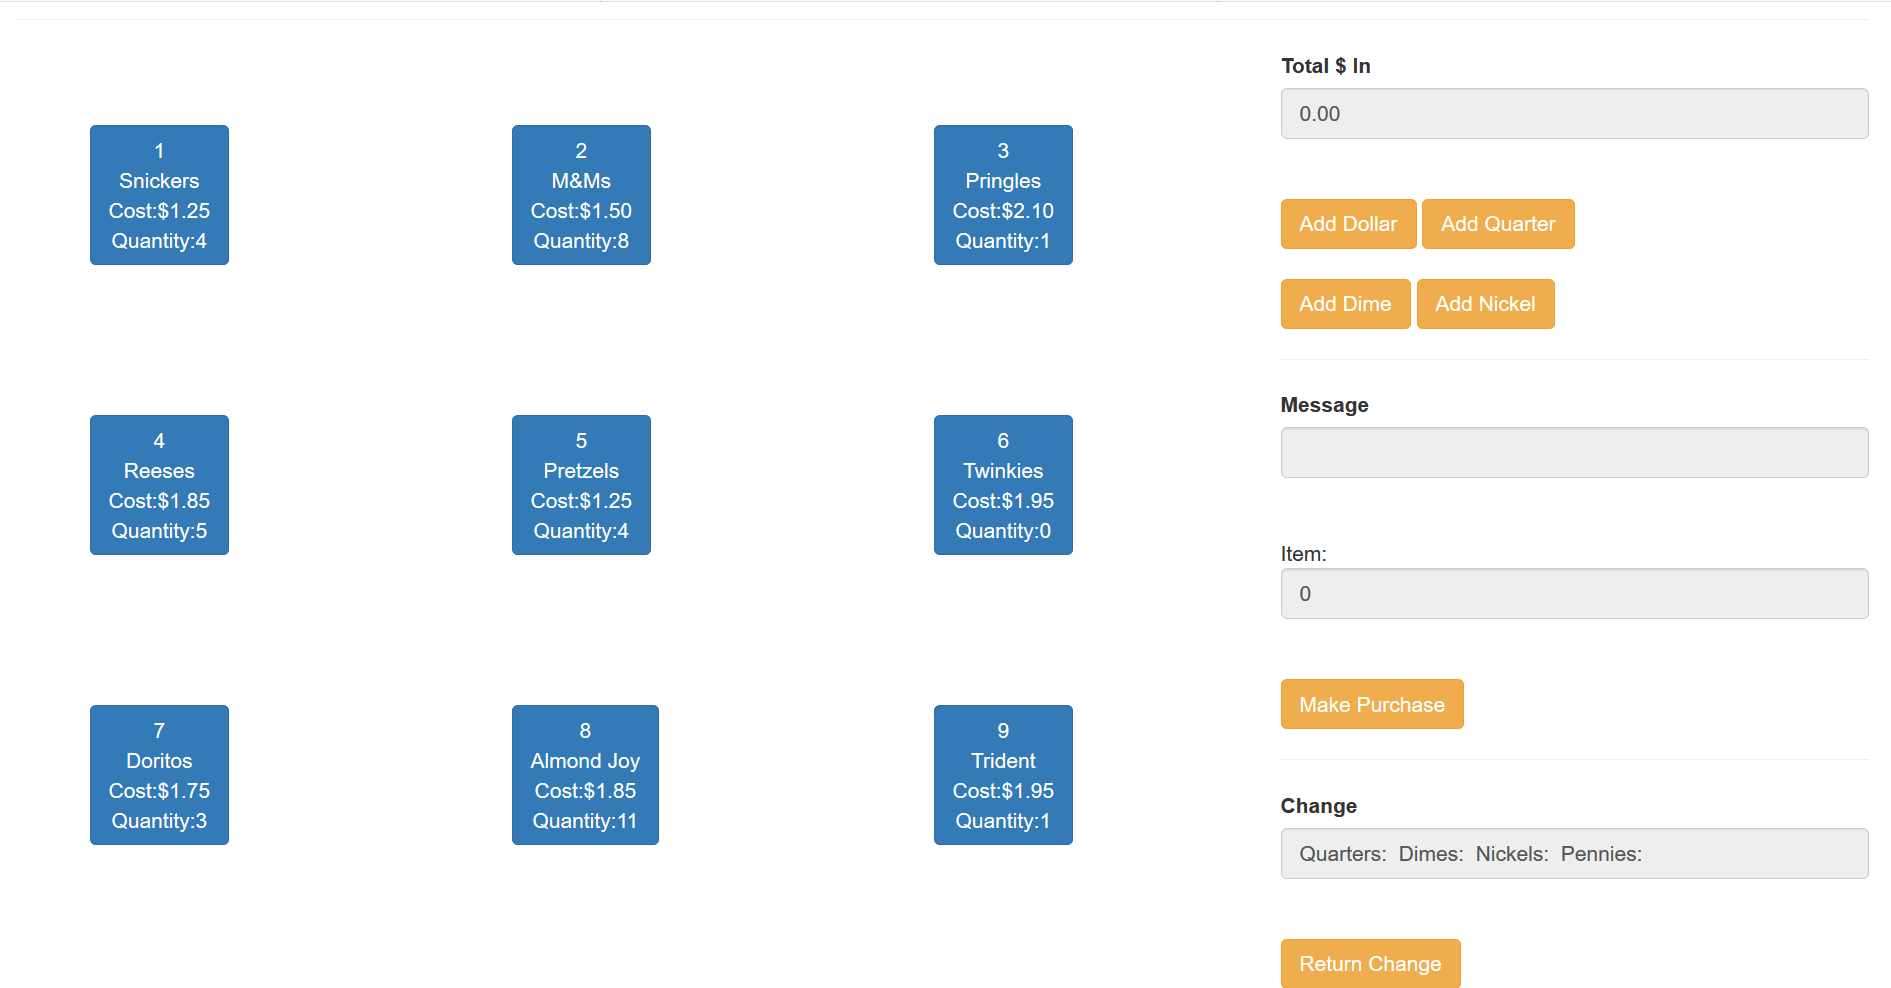 1
Snickers
Cost:$1.25
Quantity:4
2
M&Ms
Cost:$1.50
Quantity:8
3
Pringles
Cost:$2.10
Quantity:1
4
Reeses
Cost:$1.85
Quantity:5
5
Pretzels
Cost:$1.25
Quantity:4
6
Twinkies
Cost:$1.95
Quantity:0
7
Doritos
Cost:$1.75
Quantity:3
8
Almond Joy
Cost:$1.85
Quantity:11
9
Trident
Cost:$1.95
Quantity:1
Total $ In
0.00
Add Dollar Add Quarter
Add Dime Add Nickel
Message
Item:
0
Make Purchase
Change
Quarters: Dimes: Nickels: Pennies:
Return Change